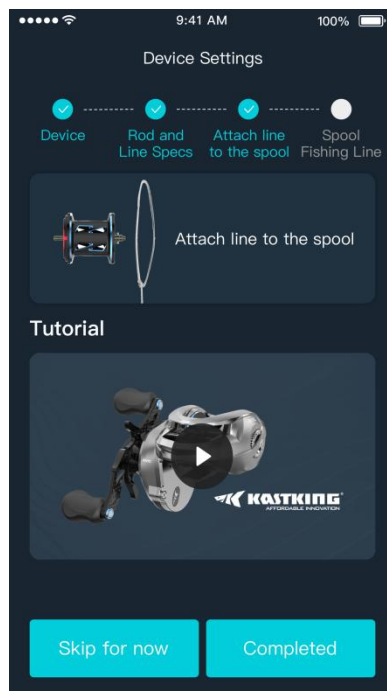 9:41 AM 100%
Device Settings
Device Rod and Attach line Spool
Line Specs to the spool Fishing Line
Attach line to the spool
Tutorial
KASTKING
AFFORDABLE INNOVATION
Skip for now Completed